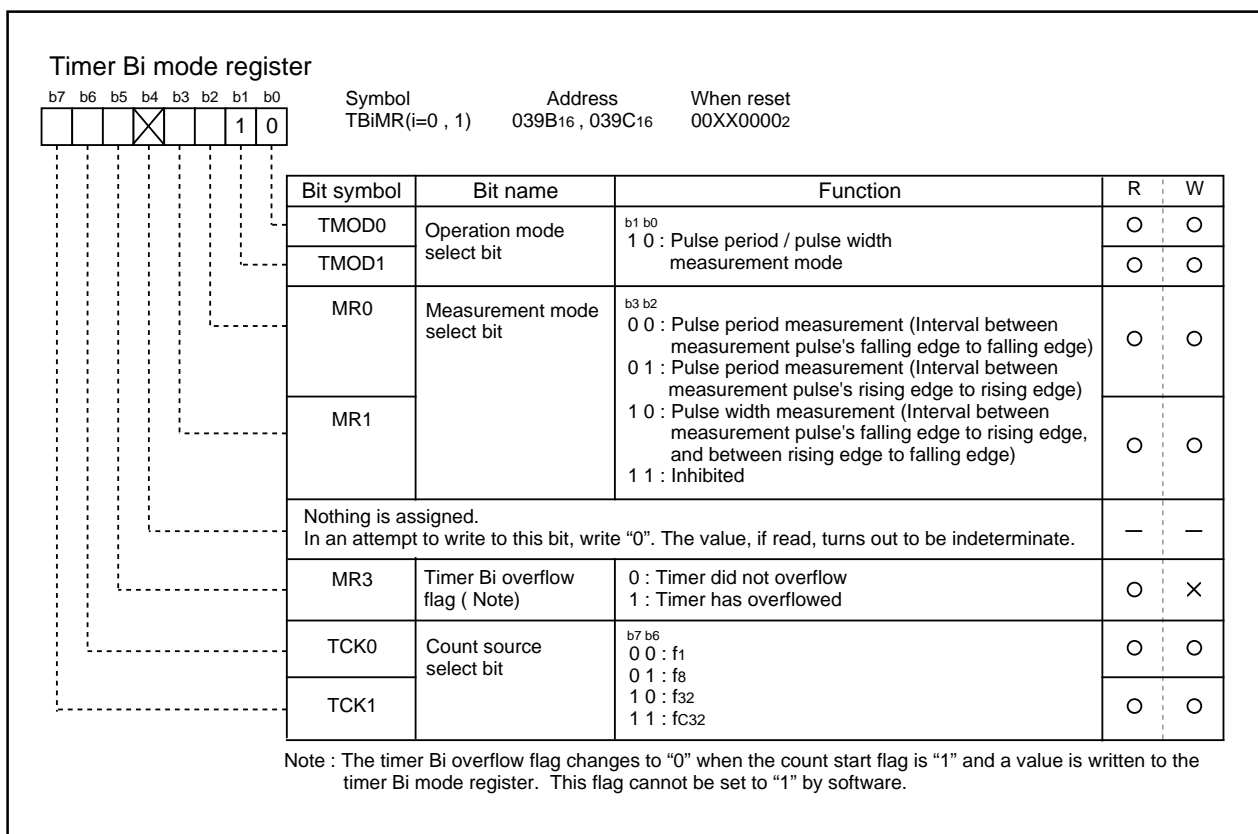 Timer Bi mode register
b7 b6 b5 b4 b3 b2 b1 b0
1 0
Symbol Address When reset
TBiMR(i=0 , 1) 039B16 , 039C16 00XX00002
Bit symbol Bit name Function R W
TMOD0
TMOD1
Operation mode
select bit
b1 b0
1 0 : Pulse period / pulse width
measurement mode
MR0
MR1
Measurement mode
select bit
b3 b2
0 0 : Pulse period measurement (Interval between
measurement pulse's falling edge to falling edge)
0 1 : Pulse period measurement (Interval between
measurement pulse's rising edge to rising edge)
1 0 : Pulse width measurement (Interval between
measurement pulse's falling edge to rising edge,
and between rising edge to falling edge)
1 1 : Inhibited
Nothing is assigned.
In an attempt to write to this bit, write “0”. The value, if read, turns out to be indeterminate.
MR3
Timer Bi overflow
flag ( Note)
0 : Timer did not overflow
1 : Timer has overflowed
TCK0
TCK1
Count source
select bit
b7 b6
0 0 : f1
0 1 : f8
1 0 : f32
1 1 : fC32
Note : The timer Bi overflow flag changes to “0” when the count start flag is “1” and a value is written to the
timer Bi mode register. This flag cannot be set to “1” by software.